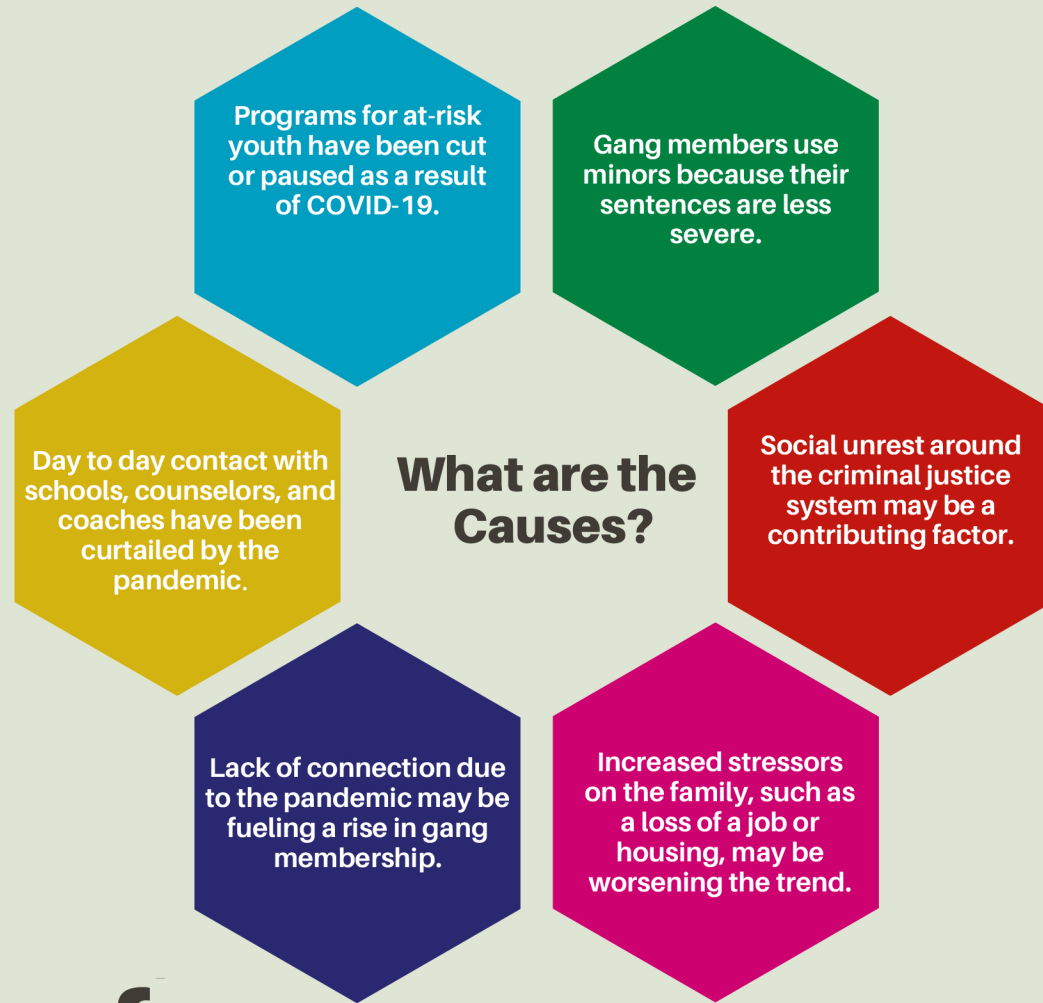 Programs for at-risk
youth have been cut
or paused as a result
of COVID-19.
Gang members use
minors because their
sentences are less
severe.
Day to day contact with
schools, counselors, and
coaches have been
curtailed by the
pandemic.
What are the
Causes?
Social unrest around
the criminal justice
system may be a
contributing factor.
Lack of connection due
to the pandemic may be
fueling a rise in gang
membership.
Increased stressors
on the family, such as
a loss of a job or
housing, may be
worsening the trend.